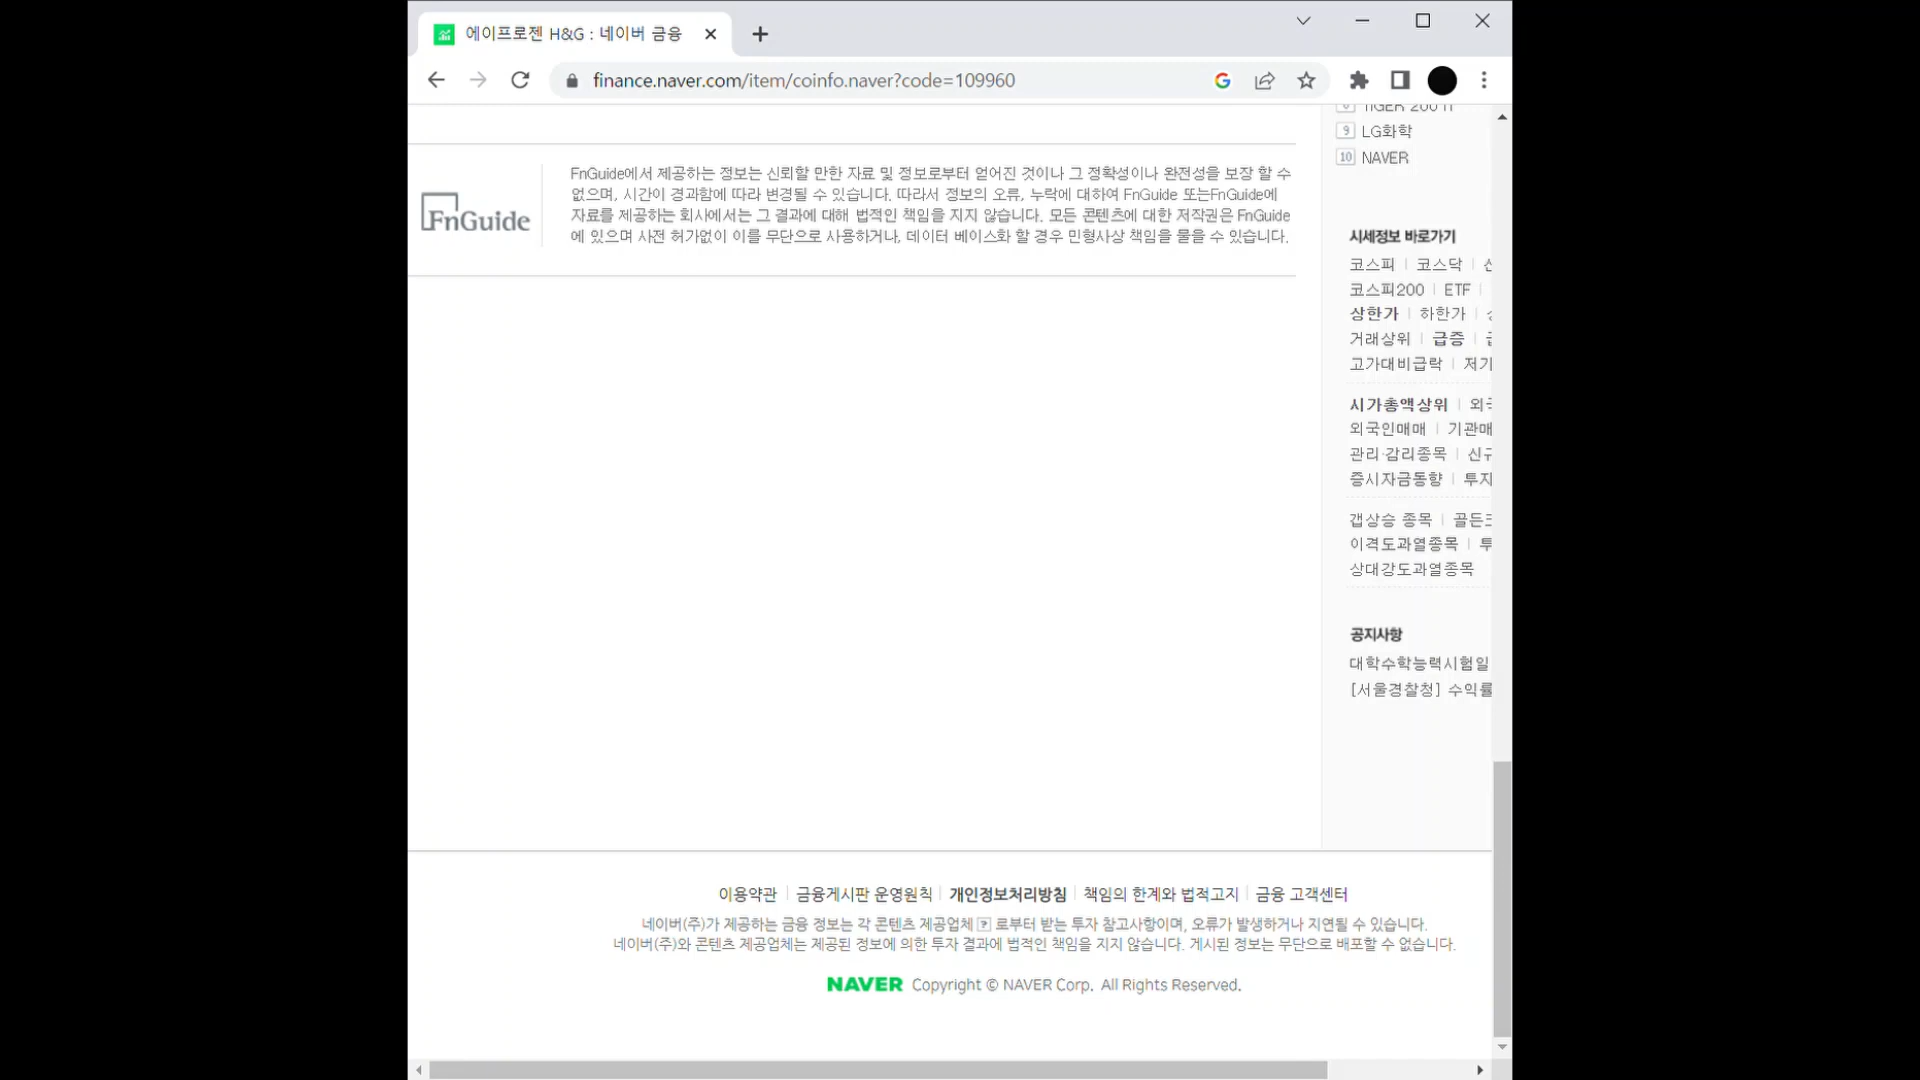 에이프로젠 H&G : 네이버 금융
finance.naver.com/item/coinfo.naver?code=109960
9 LG화학
10 NAVER
FnGuide
FnGuide에서 제공하는 정보는 신뢰할 만한 자료 및 정보로부터 얻어진 것이나 그 정확성이나 완전성을 보장 할 수
없으며, 시간이 경과함에 따라 변경될 수 있습니다. 따라서 정보의 오류, 누락에 대하여 FnGuide 또는FnGuide에
자료를 제공하는 회사에서는 그 결과에 대해 법적인 책임을 지지 않습니다. 모든 콘텐츠에 대한 저작권은 FnGuide
에 있으며 사전 허가없이 이를 무단으로 사용하거나, 데이터 베이스화 할 경우 민형사상 책임을 물을 수 있습니다.
시세정보 바로가기
코스피 | 코스닥 |
코스피200 | ETF |
상한가 | 하한가 |
거래상위 | 급증 |
고가대비급락 | 저가
시가총액상위 | 외국
외국인매매 | 기관매
관리·감리종목 | 신규
증시자금동향 | 투자
갭상승 종목 | 골든크
이격도과열종목 | 투
상대강도과열종목
공지사항
대학수학능력시험일
[서울경찰청] 수익률
이용약관 | 금융게시판 운영원칙 | 개인정보처리방침 | 책임의 한계와 법적고지 | 금융 고객센터
네이버(주)가 제공하는 금융 정보는 각 콘텐츠 제공업체 ? 로부터 받는 투자 참고사항이며, 오류가 발생하거나 지연될 수 있습니다.
네이버(주)와 콘텐츠 제공업체는 제공된 정보에 의한 투자 결과에 법적인 책임을 지지 않습니다. 게시된 정보는 무단으로 배포할 수 없습니다.
NAVER Copyright © NAVER Corp. All Rights Reserved.